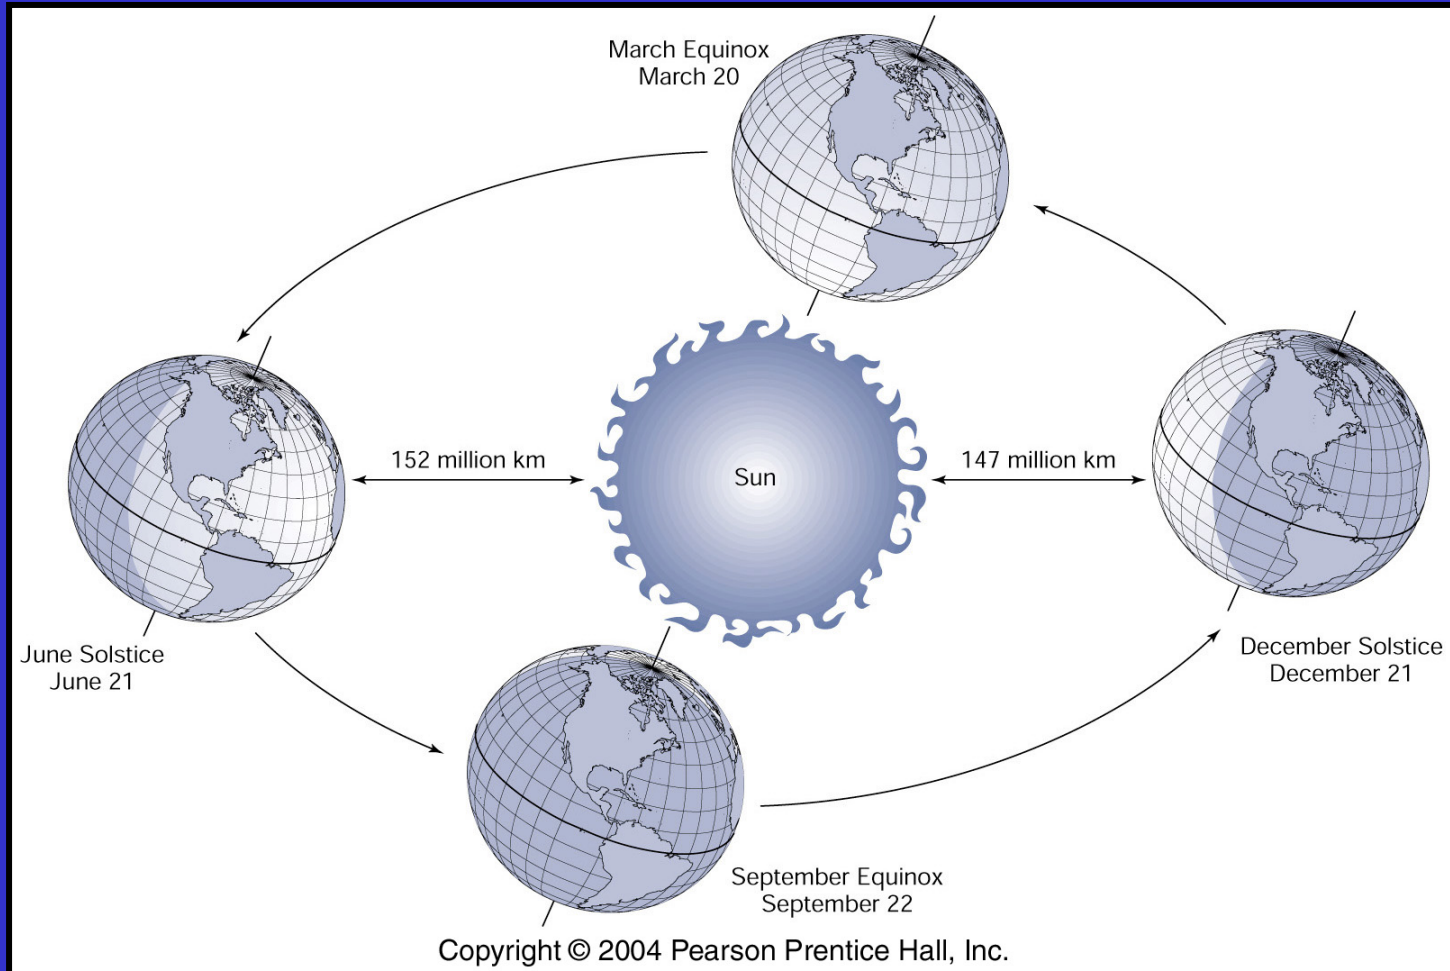 March Equinox
March 20
152 million km
Sun
147 million km
June Solstice
June 21
December Solstice
December 21
September Equinox
September 22
Copyright © 2004 Pearson Prentice Hall, Inc.